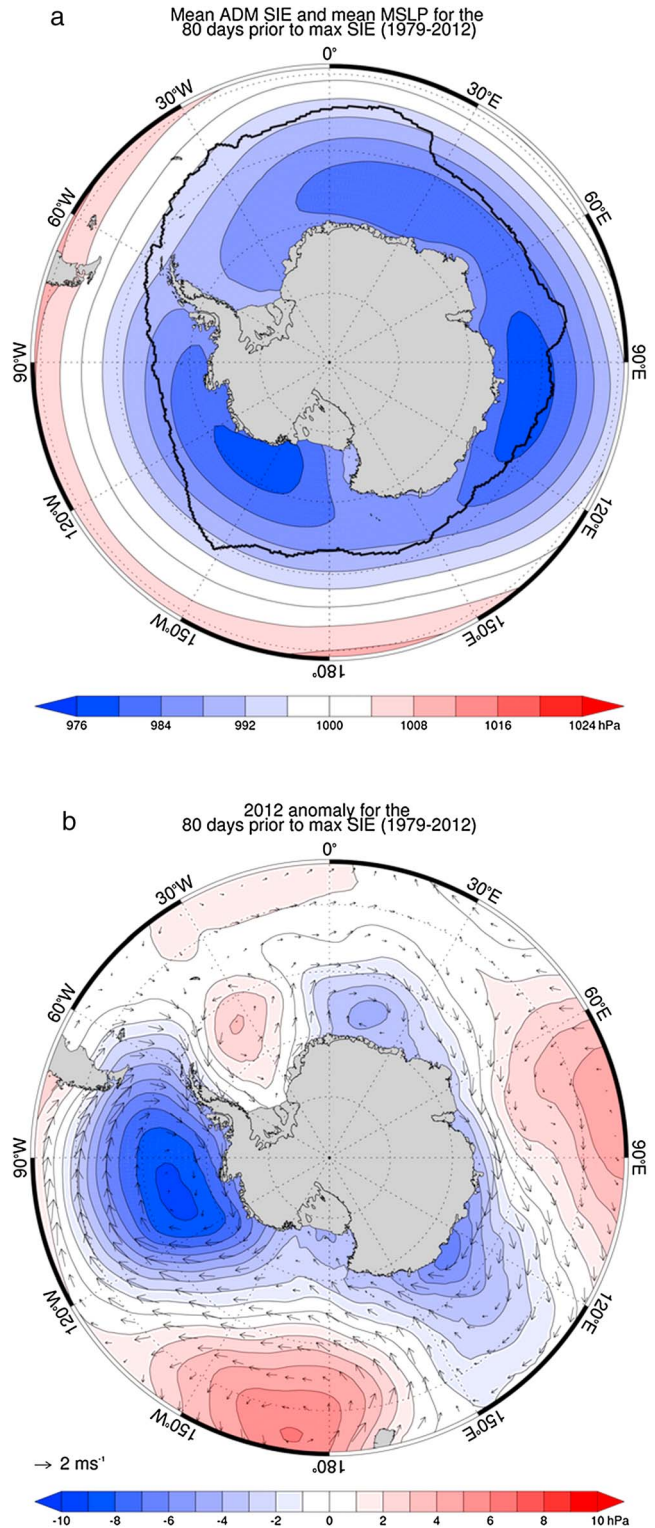 a
Mean ADM SIE and mean MSLP for the
80 days prior to max SIE (1979-2012)
0°
30°W
30°E
60°W
60°E
90°W
90°E
120°W
120°E
150°W
150°E
180°
976 984 992 1000 1008 1016 1024 hPa
b
2012 anomaly for the
80 days prior to max SIE (1979-2012)
0°
30°W
30°E
60°W
60°E
90°W
90°E
120°W
120°E
150°W
150°E
180°
2 ms⁻¹
-10 -8 -6 -4 -2 0 2 4 6 8 10 hPa